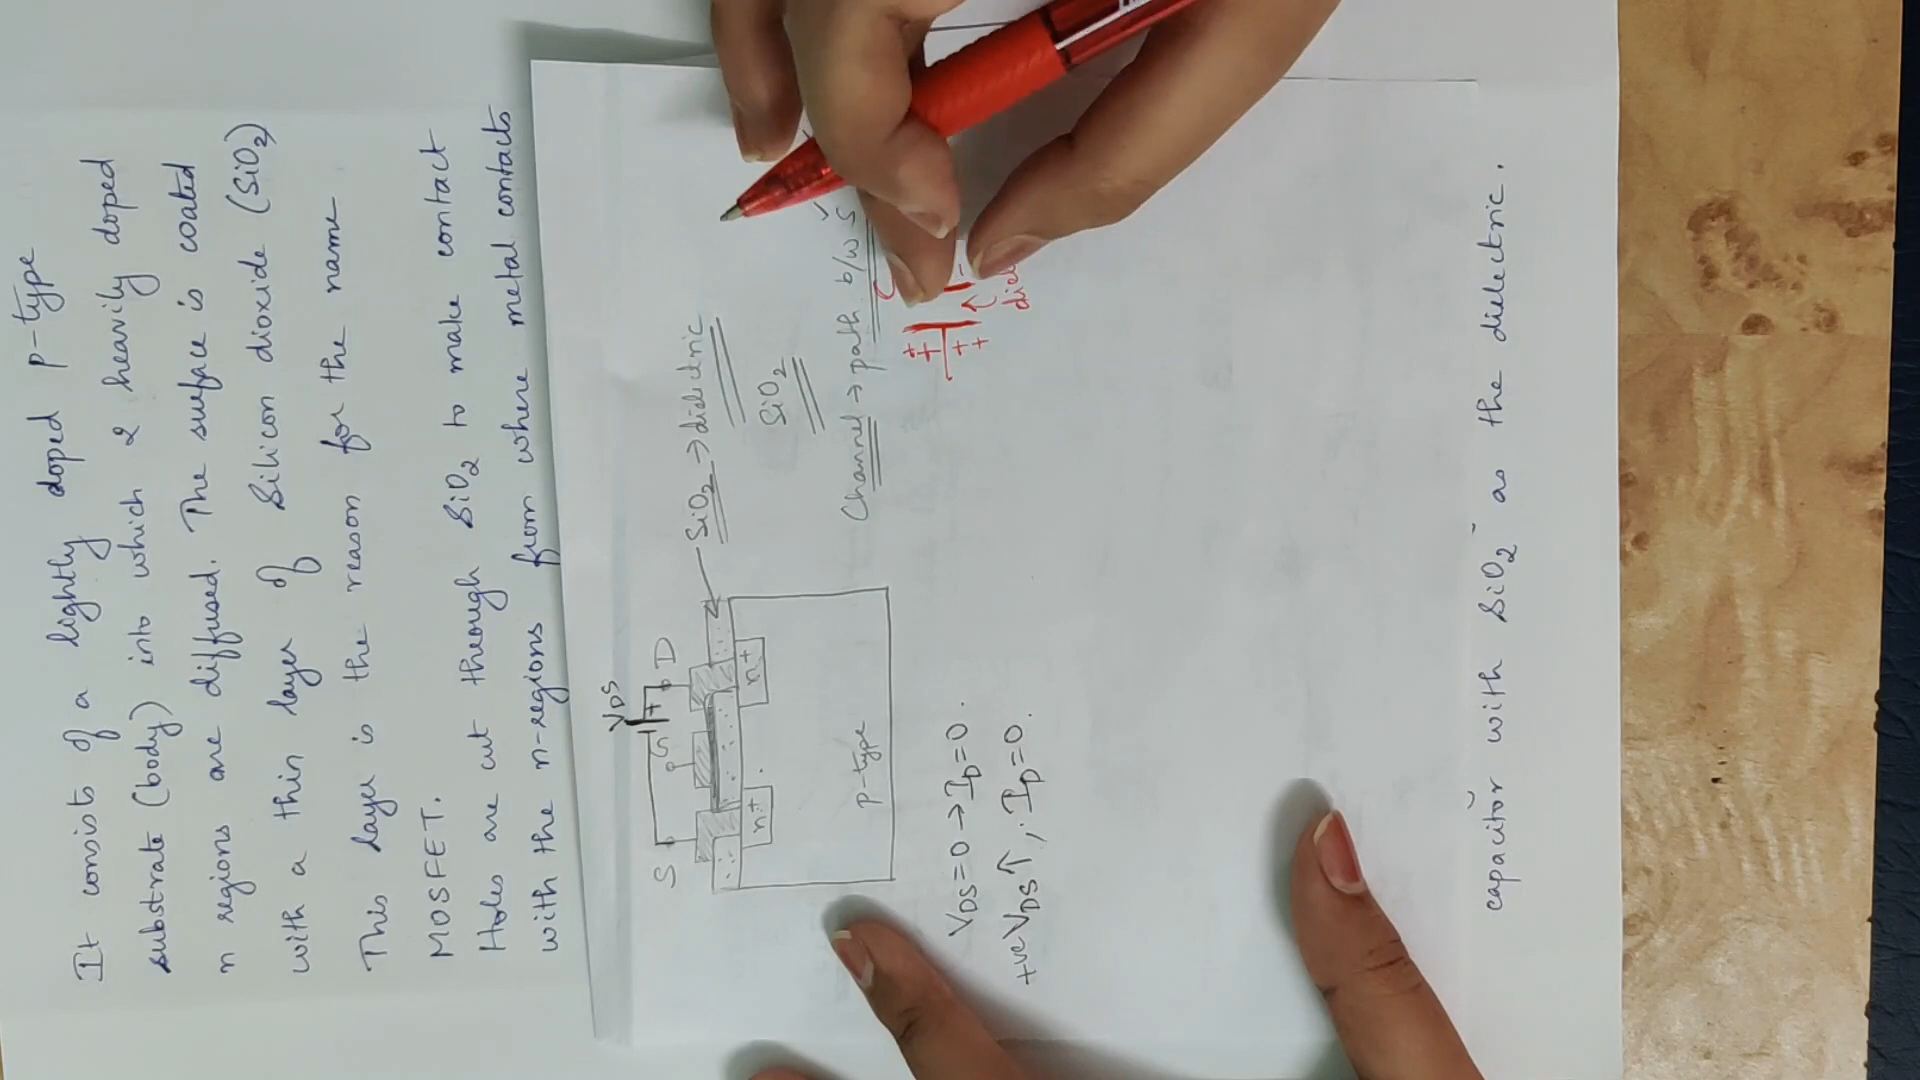 It consists of a lightly doped p-type
substrate (body) into which 2 heavily doped
n regions are diffused. The surface is coated
with a thin layer of Silicon dioxide (SiO2)
This layer is the reason for the name
MOSFET.
Holes are cut through SiO2 to make contact
with the n-regions from where metal contacts
VDS
S G D
SiO2 → dielectric
SiO2
n+ n+
p-type
Channel → path b/w S
+ + + +
-
VDS=0 → ID=0.
+ve VDS↑, ID=0.
capacitor with SiO2 as the dielectric.